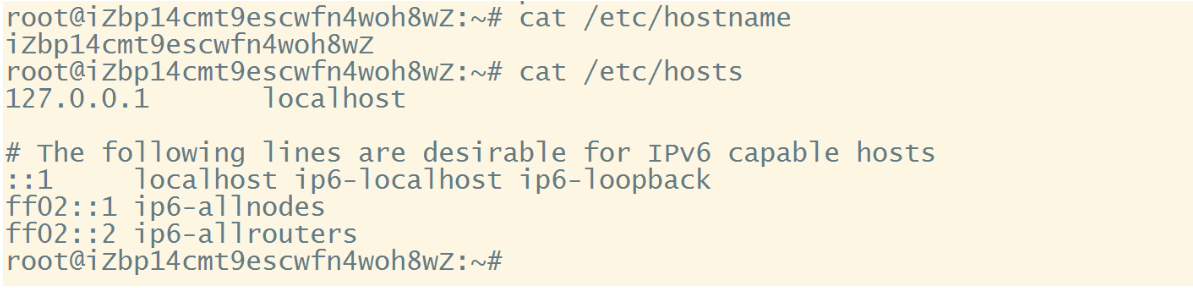 root@iZbp14cmt9escwfn4woh8wZ:~# cat /etc/hostname
iZbp14cmt9escwfn4woh8wZ
root@iZbp14cmt9escwfn4woh8wZ:~# cat /etc/hosts
127.0.0.1       localhost

# The following lines are desirable for IPv6 capable hosts
::1     localhost ip6-localhost ip6-loopback
ff02::1 ip6-allnodes
ff02::2 ip6-allrouters
root@iZbp14cmt9escwfn4woh8wZ:~#